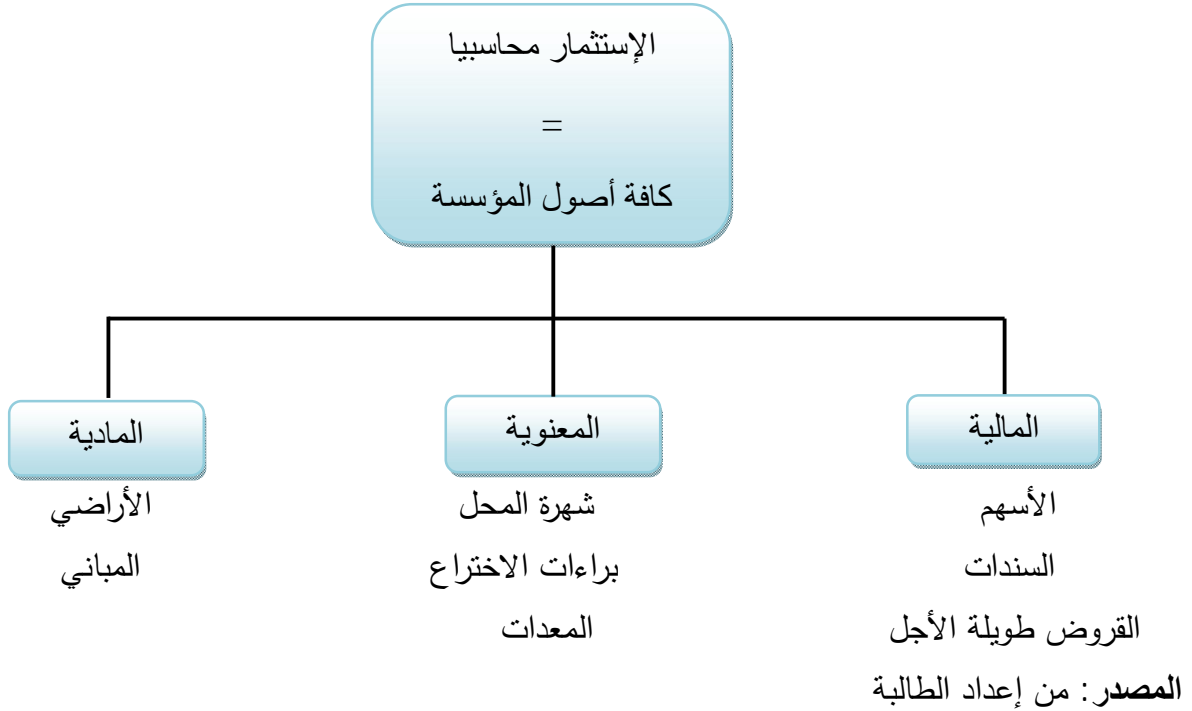 الإستثمار محاسبيا
=
كافة أصول المؤسسة
المالية
الأسهم
السندات
القروض طويلة الأجل
المعنوية
شهرة المحل
براءات الاختراع
المعدات
المادية
الأراضي
المباني
المصدر: من إعداد الطالبة